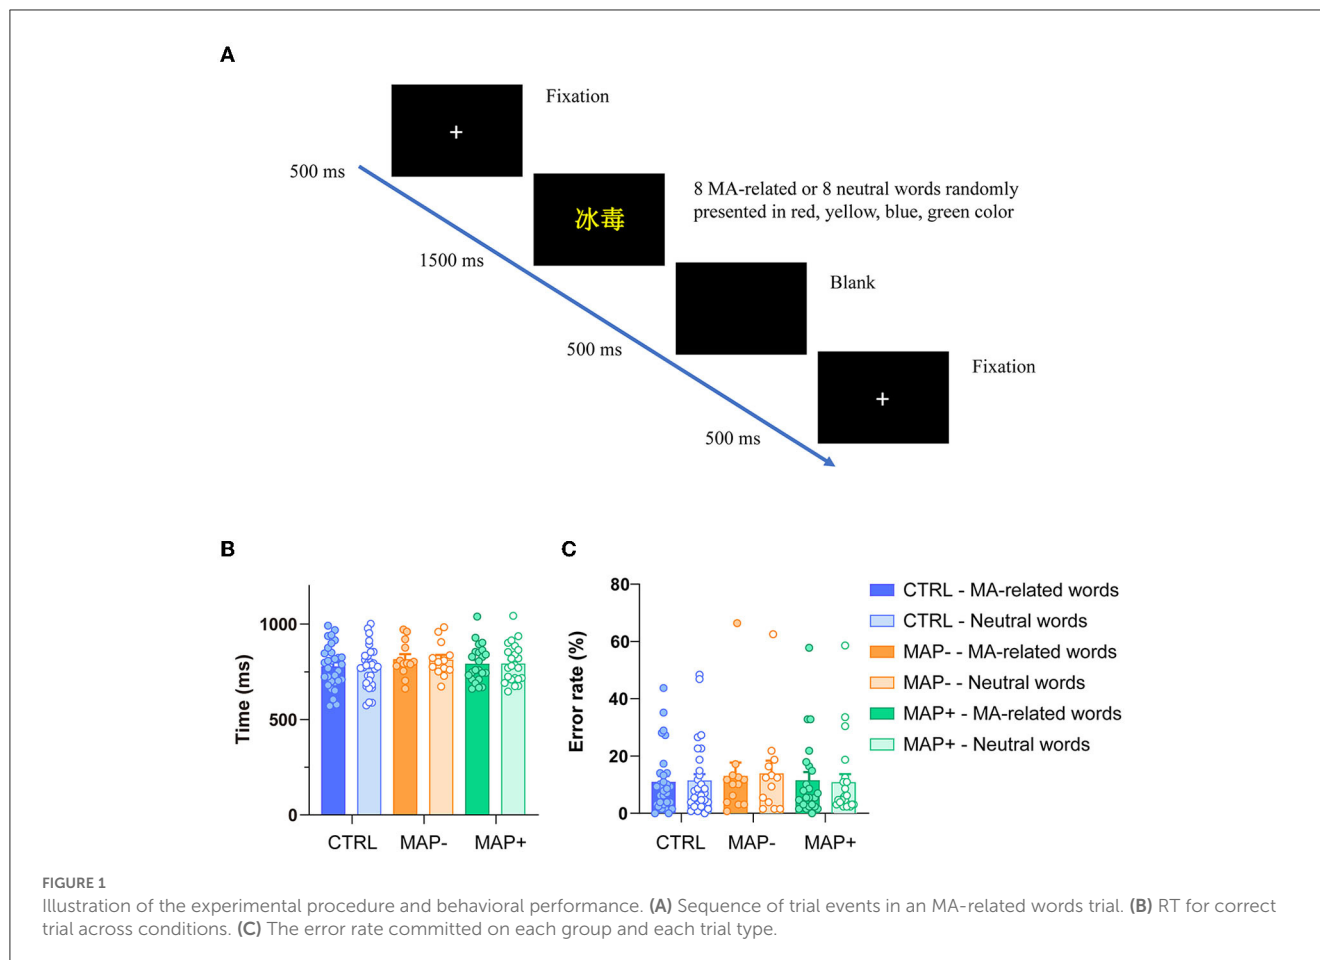 A
Fixation
+
500 ms
冰毒
8 MA-related or 8 neutral words randomly
presented in red, yellow, blue, green color
1500 ms
Blank
500 ms
Fixation
+
500 ms
B
Time (ms)
1000
500
0
CTRL MAP- MAP+
C
Error rate (%)
80
60
40
20
0
CTRL MAP- MAP+
CTRL - MA-related words
CTRL - Neutral words
MAP- - MA-related words
MAP- - Neutral words
MAP+ - MA-related words
MAP+ - Neutral words
FIGURE 1
Illustration of the experimental procedure and behavioral performance. (A) Sequence of trial events in an MA-related words trial. (B) RT for correct
trial across conditions. (C) The error rate committed on each group and each trial type.